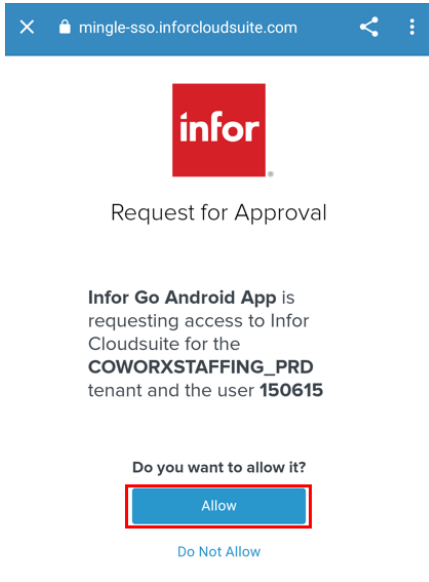 mingle-sso.inforcloudsuite.com
infor
Request for Approval
Infor Go Android App is
requesting access to Infor
Cloudsuite for the
COWORXSTAFFING_PRD
tenant and the user 150615
Do you want to allow it?
Allow
Do Not Allow